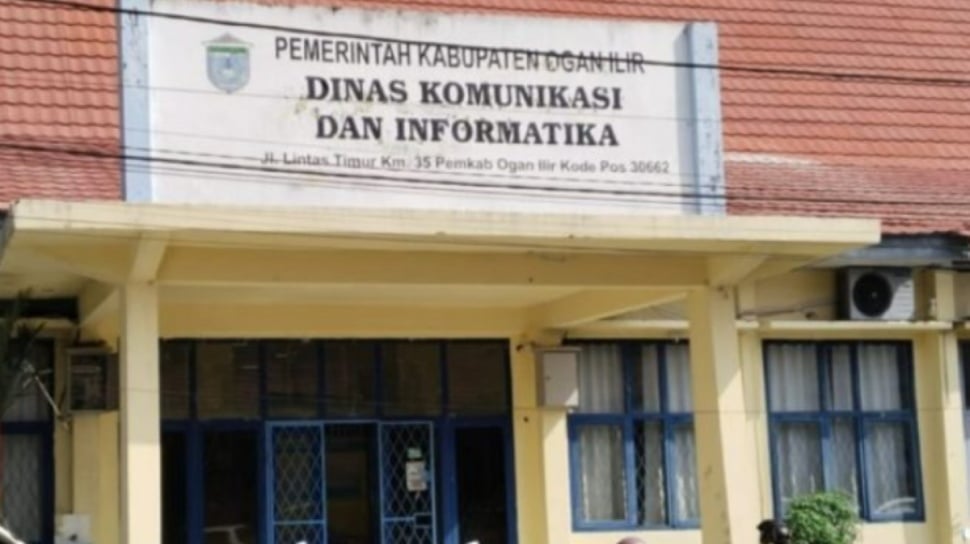 PEMERINTAH KABUPATEN OGAN ILIR
DINAS KOMUNIKASI
DAN INFORMATIKA
Jl. Lintas Timur Km. 35 Pemkab Ogan Ilir Kode Pos 30662